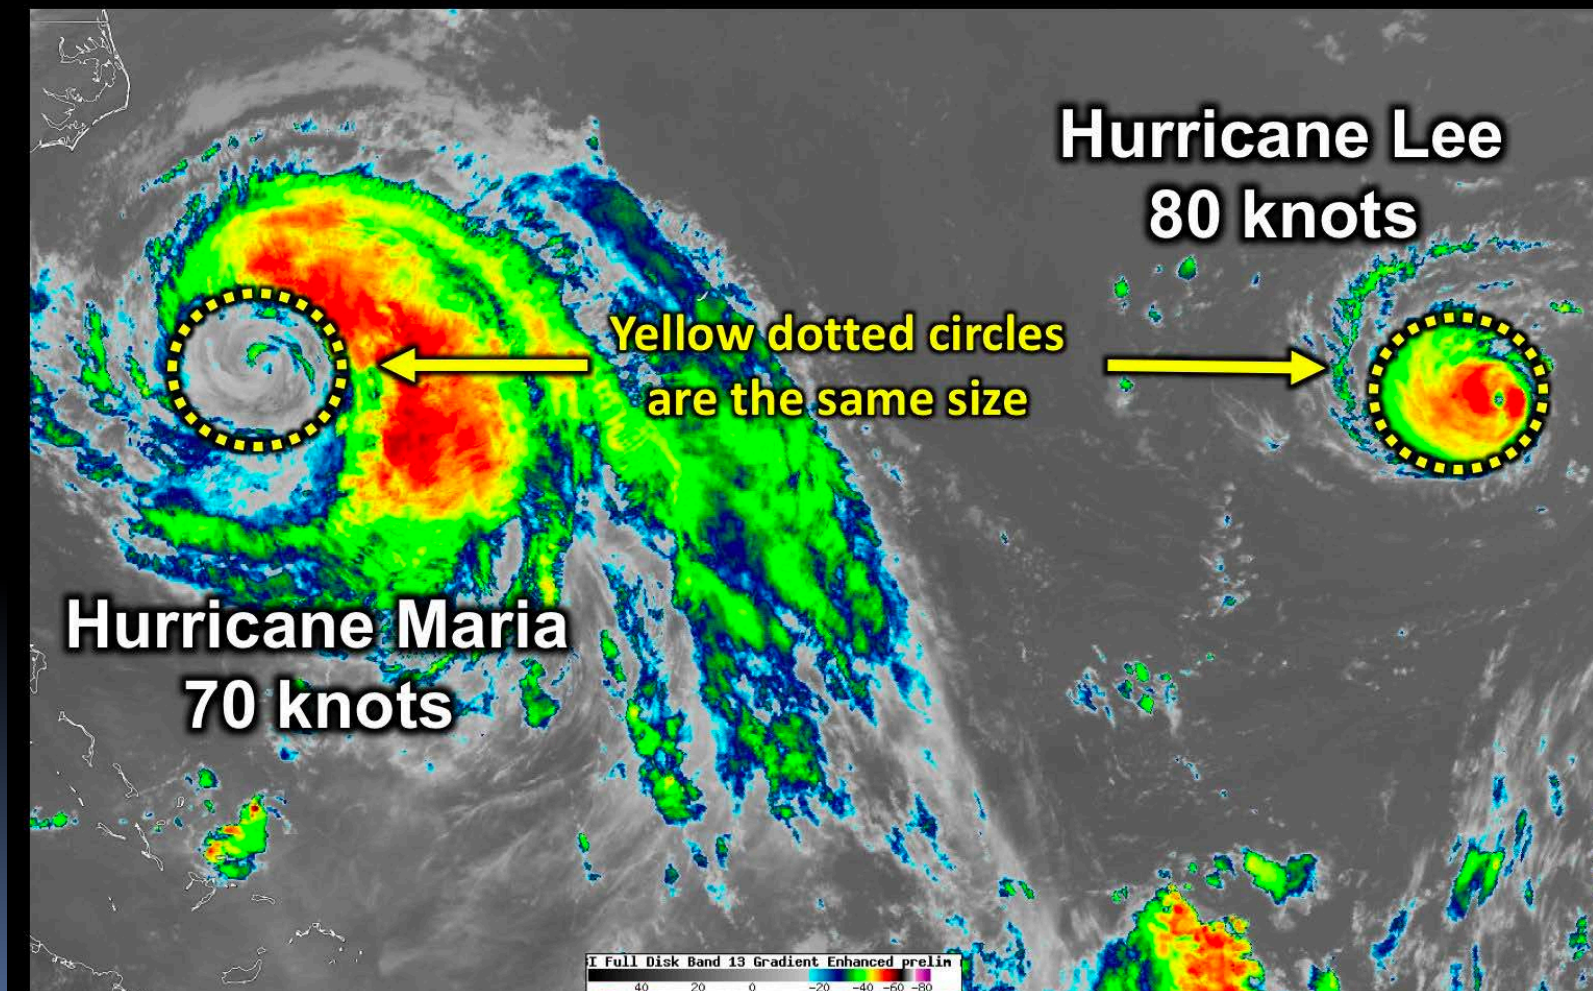 Hurricane Lee
80 knots
Yellow dotted circles
are the same size
Hurricane Maria
70 knots
I Full Disk Band 13 Gradient Enhanced prelim
40 20 0 -20 -40 -60 -80